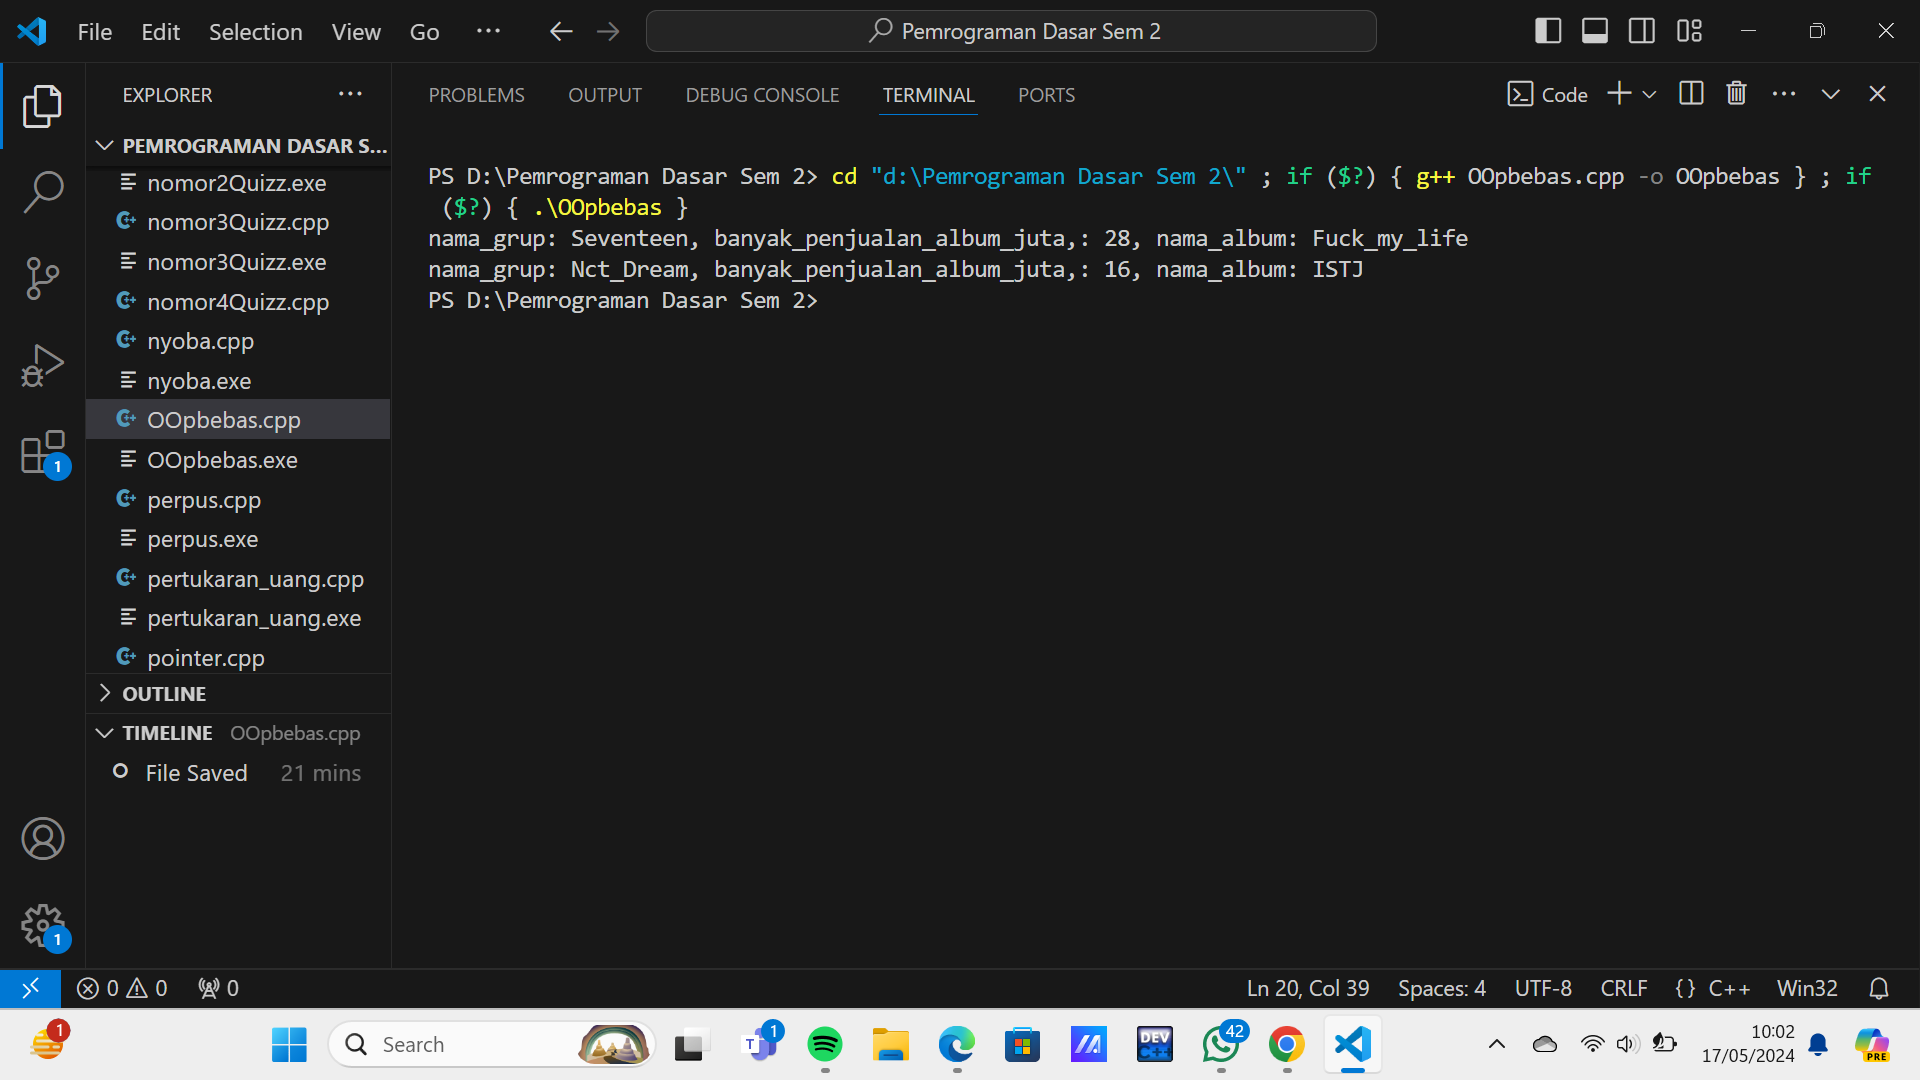 File Edit Selection View Go ··· Pemrograman Dasar Sem 2
EXPLORER ···
PROBLEMS OUTPUT DEBUG CONSOLE TERMINAL PORTS
Code ···
PEMROGRAMAN DASAR S...
nomor2Quizz.exe
nomor3Quizz.cpp
nomor3Quizz.exe
nomor4Quizz.cpp
nyoba.cpp
nyoba.exe
OOpbebas.cpp
OOpbebas.exe
perpus.cpp
perpus.exe
pertukaran_uang.cpp
pertukaran_uang.exe
pointer.cpp
OUTLINE
TIMELINE OOpbebas.cpp
File Saved 21 mins
1
1
PS D:\Pemrograman Dasar Sem 2> cd "d:\Pemrograman Dasar Sem 2\" ; if ($?) { g++ OOpbebas.cpp -o OOpbebas } ; if
($?) { .\OOpbebas }
nama_grup: Seventeen, banyak_penjualan_album_juta,: 28, nama_album: Fuck_my_life
nama_grup: Nct_Dream, banyak_penjualan_album_juta,: 16, nama_album: ISTJ
PS D:\Pemrograman Dasar Sem 2>
0 0 0
Ln 20, Col 39 Spaces: 4 UTF-8 CRLF {} C++ Win32
1 Search T 1 DEV C++ 42
10:02
17/05/2024
PRE